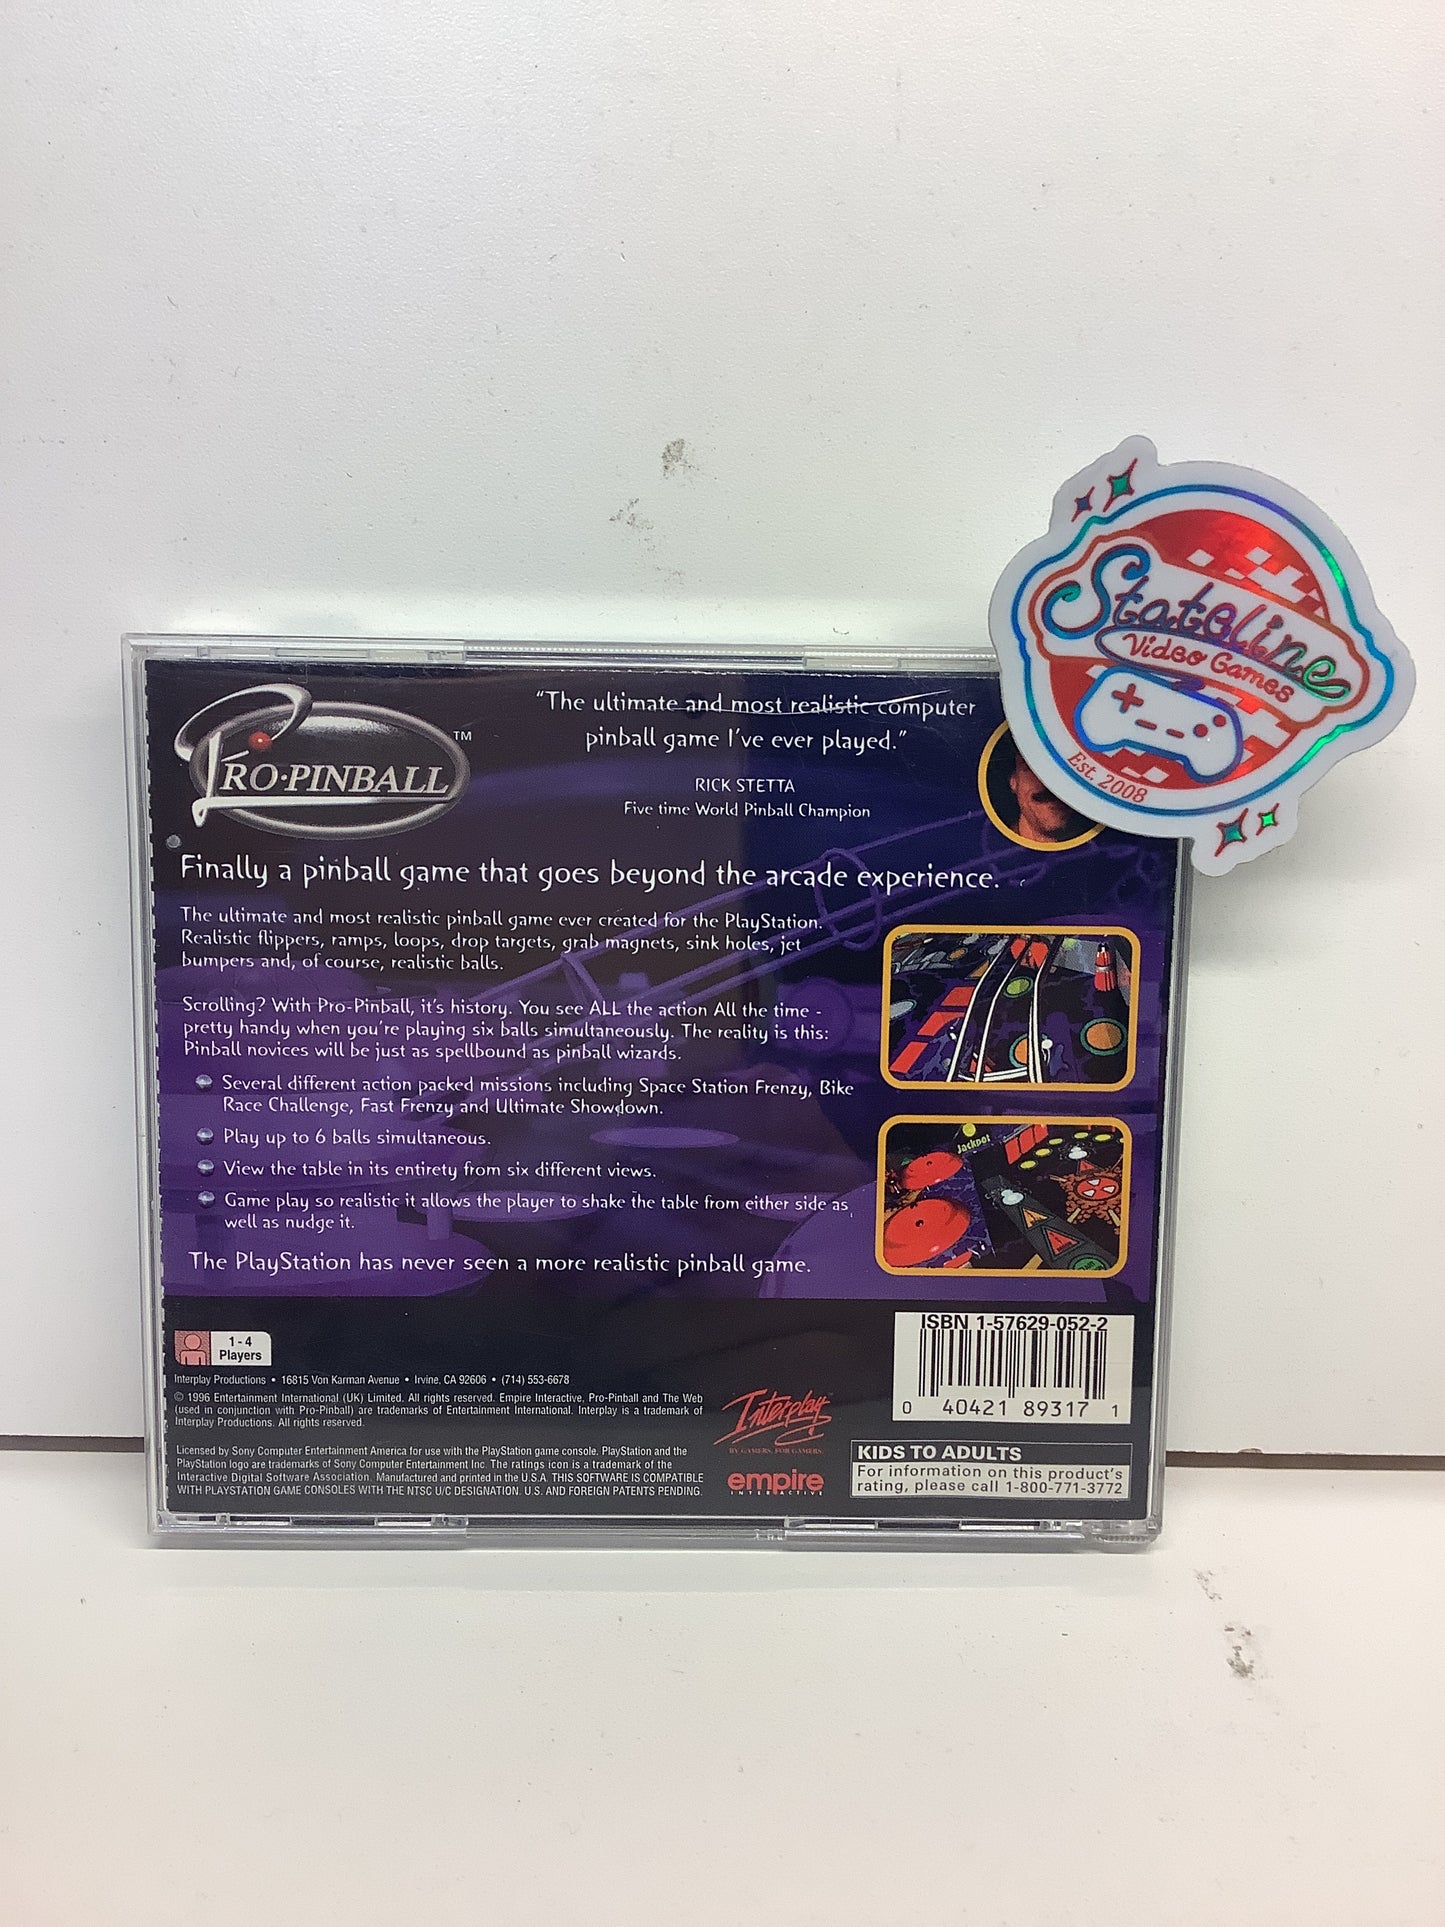 Stateline
Video Games
Est. 2008
PRO·PINBALL ™
"The ultimate and most realistic computer
pinball game I've ever played."
RICK STETTA
Five time World Pinball Champion
Finally a pinball game that goes beyond the arcade experience.
The ultimate and most realistic pinball game ever created for the PlayStation.
Realistic flippers, ramps, loops, drop targets, grab magnets, sink holes, jet
bumpers and, of course, realistic balls.
Scrolling? With Pro-Pinball, it's history. You see ALL the action All the time -
pretty handy when you're playing six balls simultaneously. The reality is this:
Pinball novices will be just as spellbound as pinball wizards.
Several different action packed missions including Space Station Frenzy, Bike
Race Challenge, Fast Frenzy and Ultimate Showdown.
Play up to 6 balls simultaneous.
View the table in its entirety from six different views.
Game play so realistic it allows the player to shake the table from either side as
well as nudge it.
The PlayStation has never seen a more realistic pinball game.
Jackpot
1 - 4
Players
Interplay Productions • 16815 Von Karman Avenue • Irvine, CA 92606 • (714) 553-6678
© 1996 Entertainment International (UK) Limited. All rights reserved. Empire Interactive, Pro-Pinball and The Web
(used in conjunction with Pro-Pinball) are trademarks of Entertainment International. Interplay is a trademark of
Interplay Productions. All rights reserved.
Licensed by Sony Computer Entertainment America for use with the PlayStation game console. PlayStation and the
PlayStation logo are trademarks of Sony Computer Entertainment Inc. The ratings icon is a trademark of the
Interactive Digital Software Association. Manufactured and printed in the U.S.A. THIS SOFTWARE IS COMPATIBLE
WITH PLAYSTATION GAME CONSOLES WITH THE NTSC U/C DESIGNATION. U.S. AND FOREIGN PATENTS PENDING.
Interplay
BY GAMERS. FOR GAMERS.
empire
INTERACTIVE
ISBN 1-57629-052-2
0 40421 89317 1
KIDS TO ADULTS
For information on this product's
rating, please call 1-800-771-3772